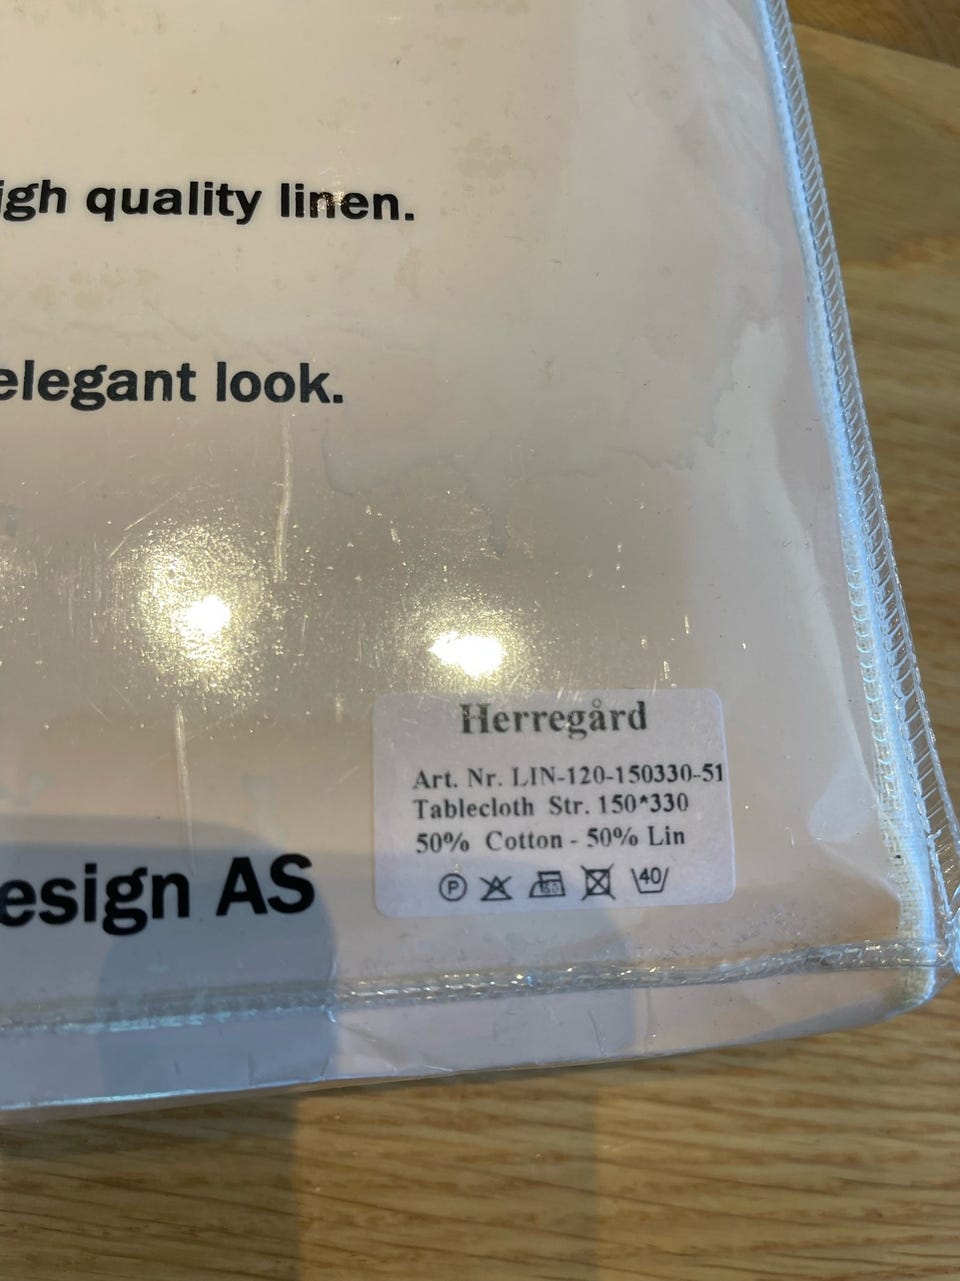 igh quality linen.
elegant look.
esign AS
Herregård
Art. Nr. LIN-120-150330-51
Tablecloth Str. 150*330
50% Cotton - 50% Lin
P 40